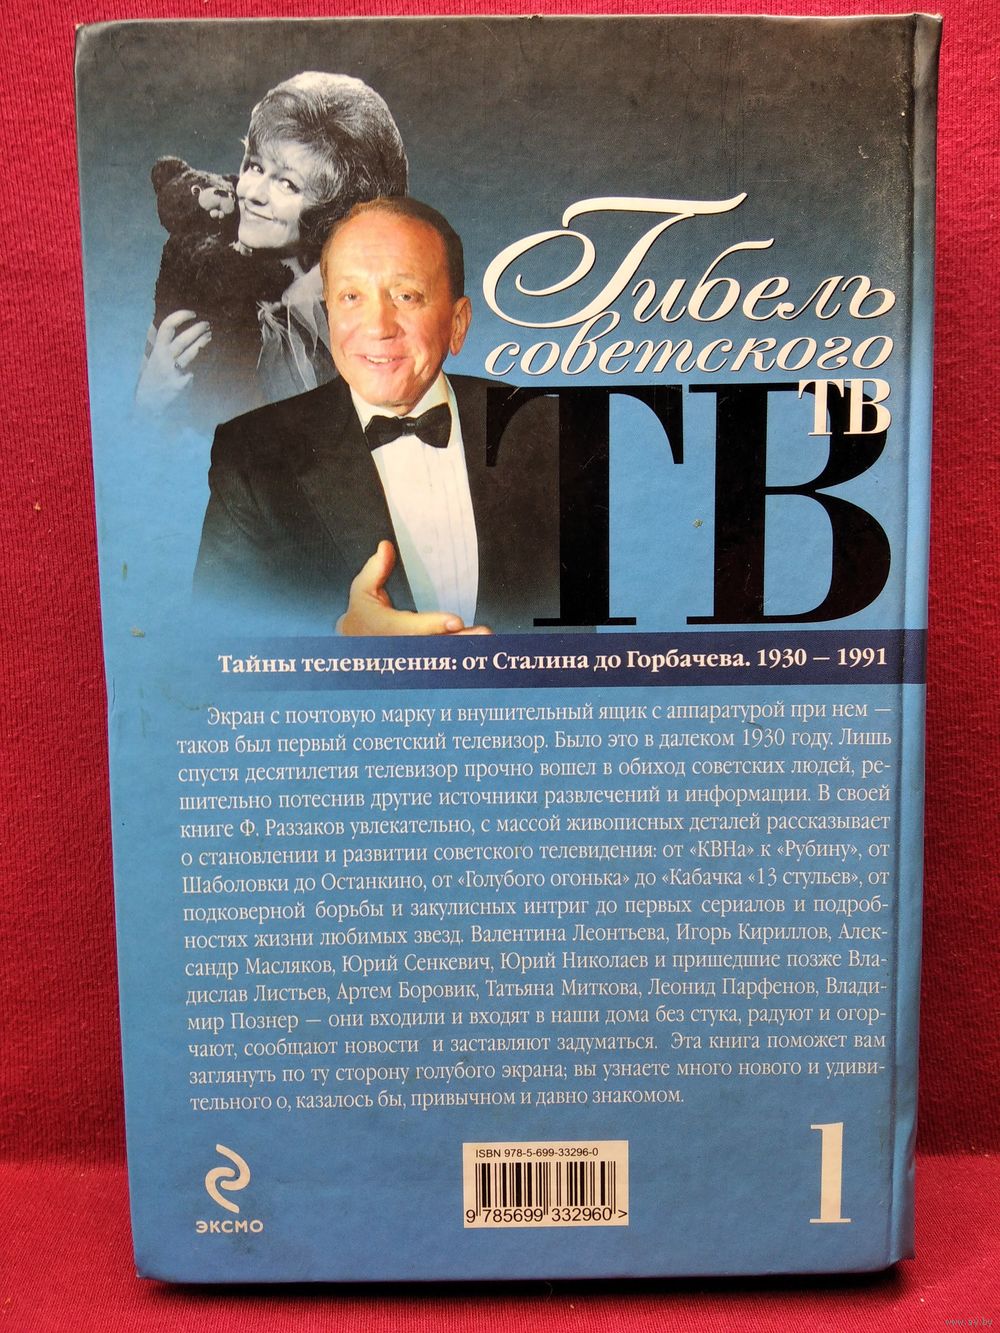 Гибель
советского
ТВ
ТВ
Тайны телевидения: от Сталина до Горбачева. 1930 – 1991
Экран с почтовую марку и внушительный ящик с аппаратурой при нем —
таков был первый советский телевизор. Было это в далеком 1930 году. Лишь
спустя десятилетия телевизор прочно вошел в обиход советских людей, ре-
шительно потеснив другие источники развлечений и информации. В своей
книге Ф. Раззаков увлекательно, с массой живописных деталей рассказывает
о становлении и развитии советского телевидения: от «КВНа» к «Рубину», от
Шаболовки до Останкино, от «Голубого огонька» до «Кабачка «13 стульев», от
подковерной борьбы и закулисных интриг до первых сериалов и подроб-
ностях жизни любимых звезд. Валентина Леонтьева, Игорь Кириллов, Алек-
сандр Масляков, Юрий Сенкевич, Юрий Николаев и пришедшие позже Вла-
дислав Листьев, Артем Боровик, Татьяна Миткова, Леонид Парфенов, Влади-
мир Познер — они входили и входят в наши дома без стука, радуют и огор-
чают, сообщают новости и заставляют задуматься. Эта книга поможет вам
заглянуть по ту сторону голубого экрана; вы узнаете много нового и удиви-
тельного о, казалось бы, привычном и давно знакомом.
ISBN 978-5-699-33296-0
9 785699 332960 >
ЭКСМО
1
www.ay.by